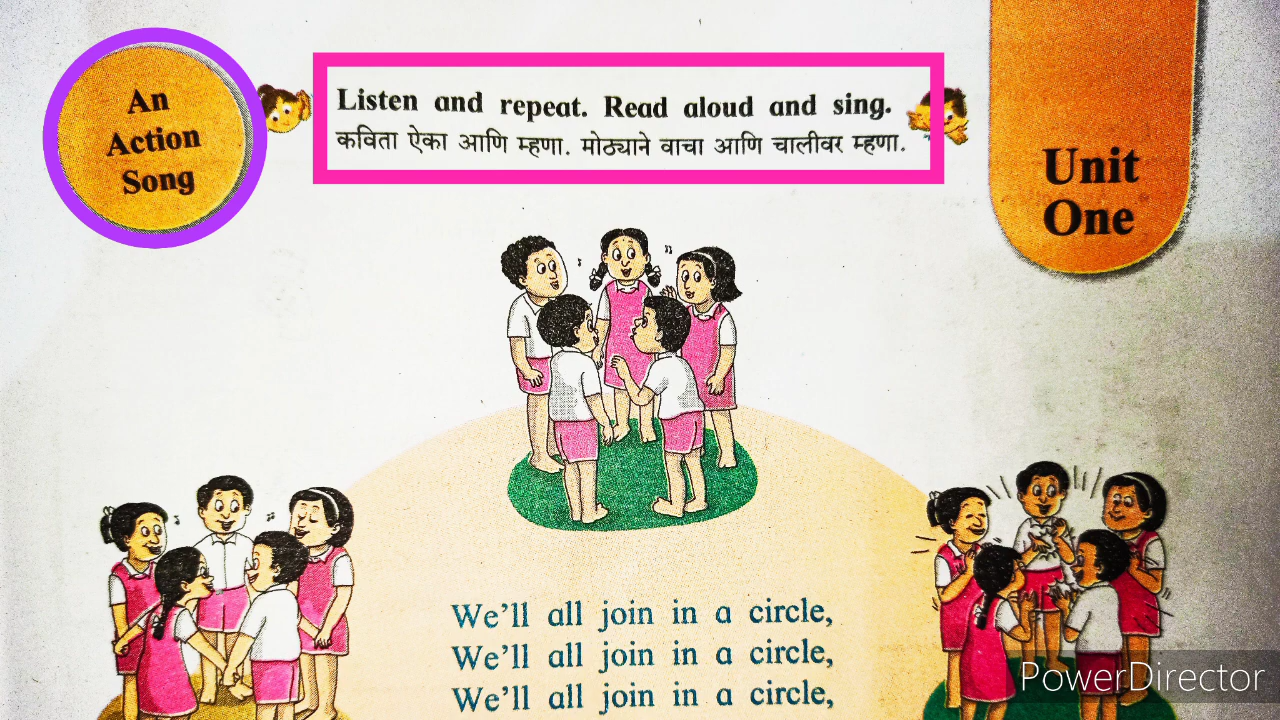 An
Action
Song
Listen and repeat. Read aloud and sing.
कविता ऐका आणि म्हणा. मोठ्याने वाचा आणि चालीवर म्हणा.
Unit
One
We'll all join in a circle,
We'll all join in a circle,
We'll all join in a circle,
PowerDirector